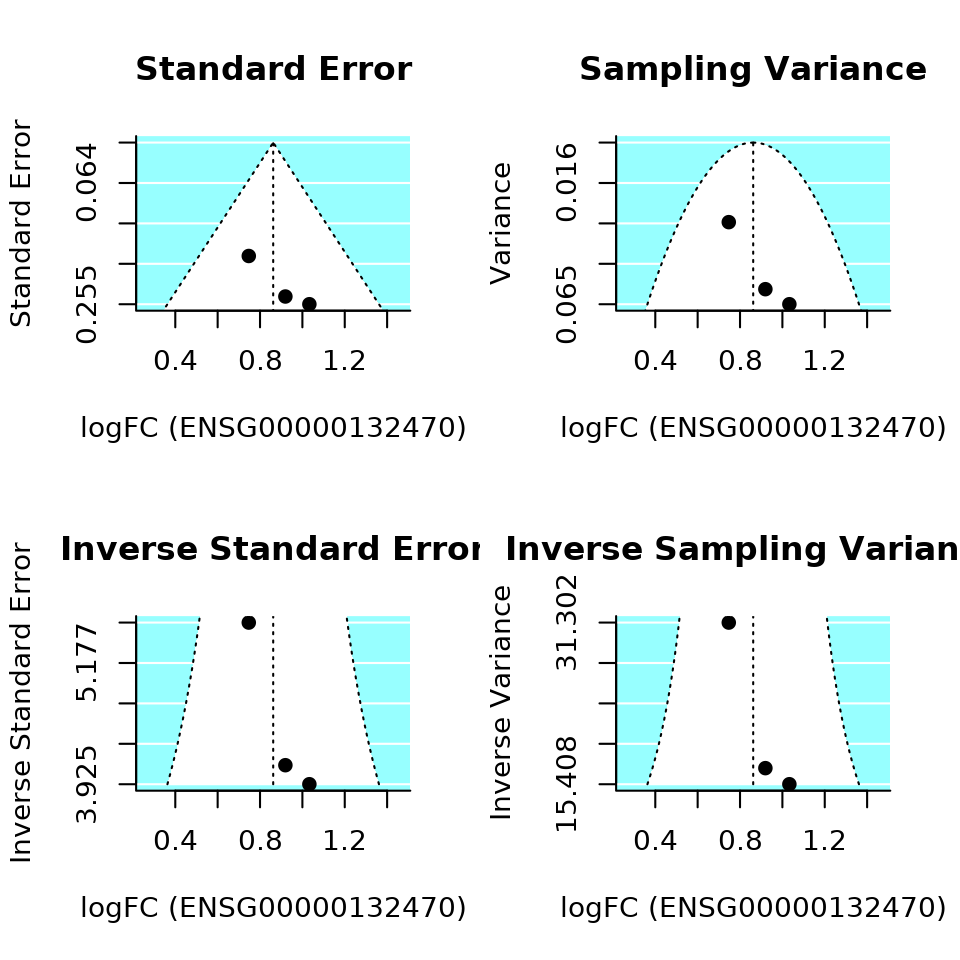 Standard Error
Standard Error
0.064
0.255
0.4 0.8 1.2
logFC (ENSG00000132470)
Sampling Variance
Variance
0.016
0.065
0.4 0.8 1.2
logFC (ENSG00000132470)
Inverse Standard Error
Inverse Standard Error
5.177
3.925
0.4 0.8 1.2
logFC (ENSG00000132470)
Inverse Sampling Varian
Inverse Variance
31.302
15.408
0.4 0.8 1.2
logFC (ENSG00000132470)